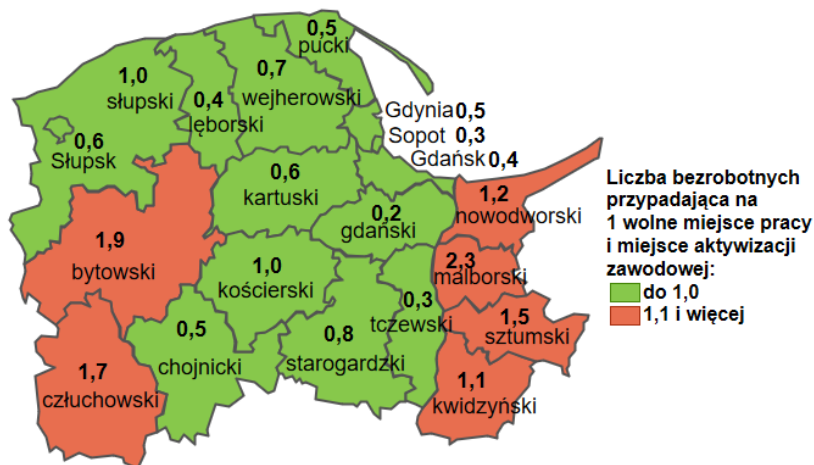 0,5
pucki
1,0
słupski
0,4
lęborski
0,7
wejherowski
Gdynia 0,5
Sopot 0,3
Gdańsk 0,4
0,6
Słupsk
0,6
kartuski
0,2
gdański
1,2
nowodworski
1,9
bytowski
1,0
kościerski
2,3
malborski
0,3
tczewski
1,5
sztumski
0,5
chojnicki
0,8
starogardzki
1,7
człuchowski
1,1
kwidzyński
Liczba bezrobotnych
przypadająca na
1 wolne miejsce pracy
i miejsce aktywizacji
zawodowej:
do 1,0
1,1 i więcej